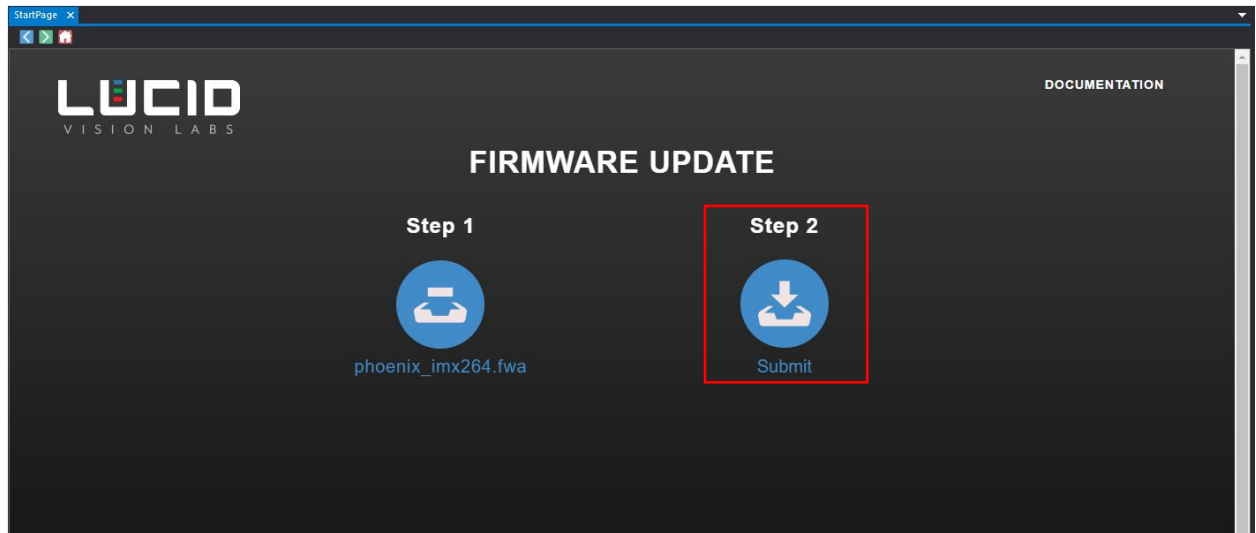 StartPage
LUCID
VISION LABS
DOCUMENTATION
FIRMWARE UPDATE
Step 1
Step 2
phoenix_imx264.fwa
Submit